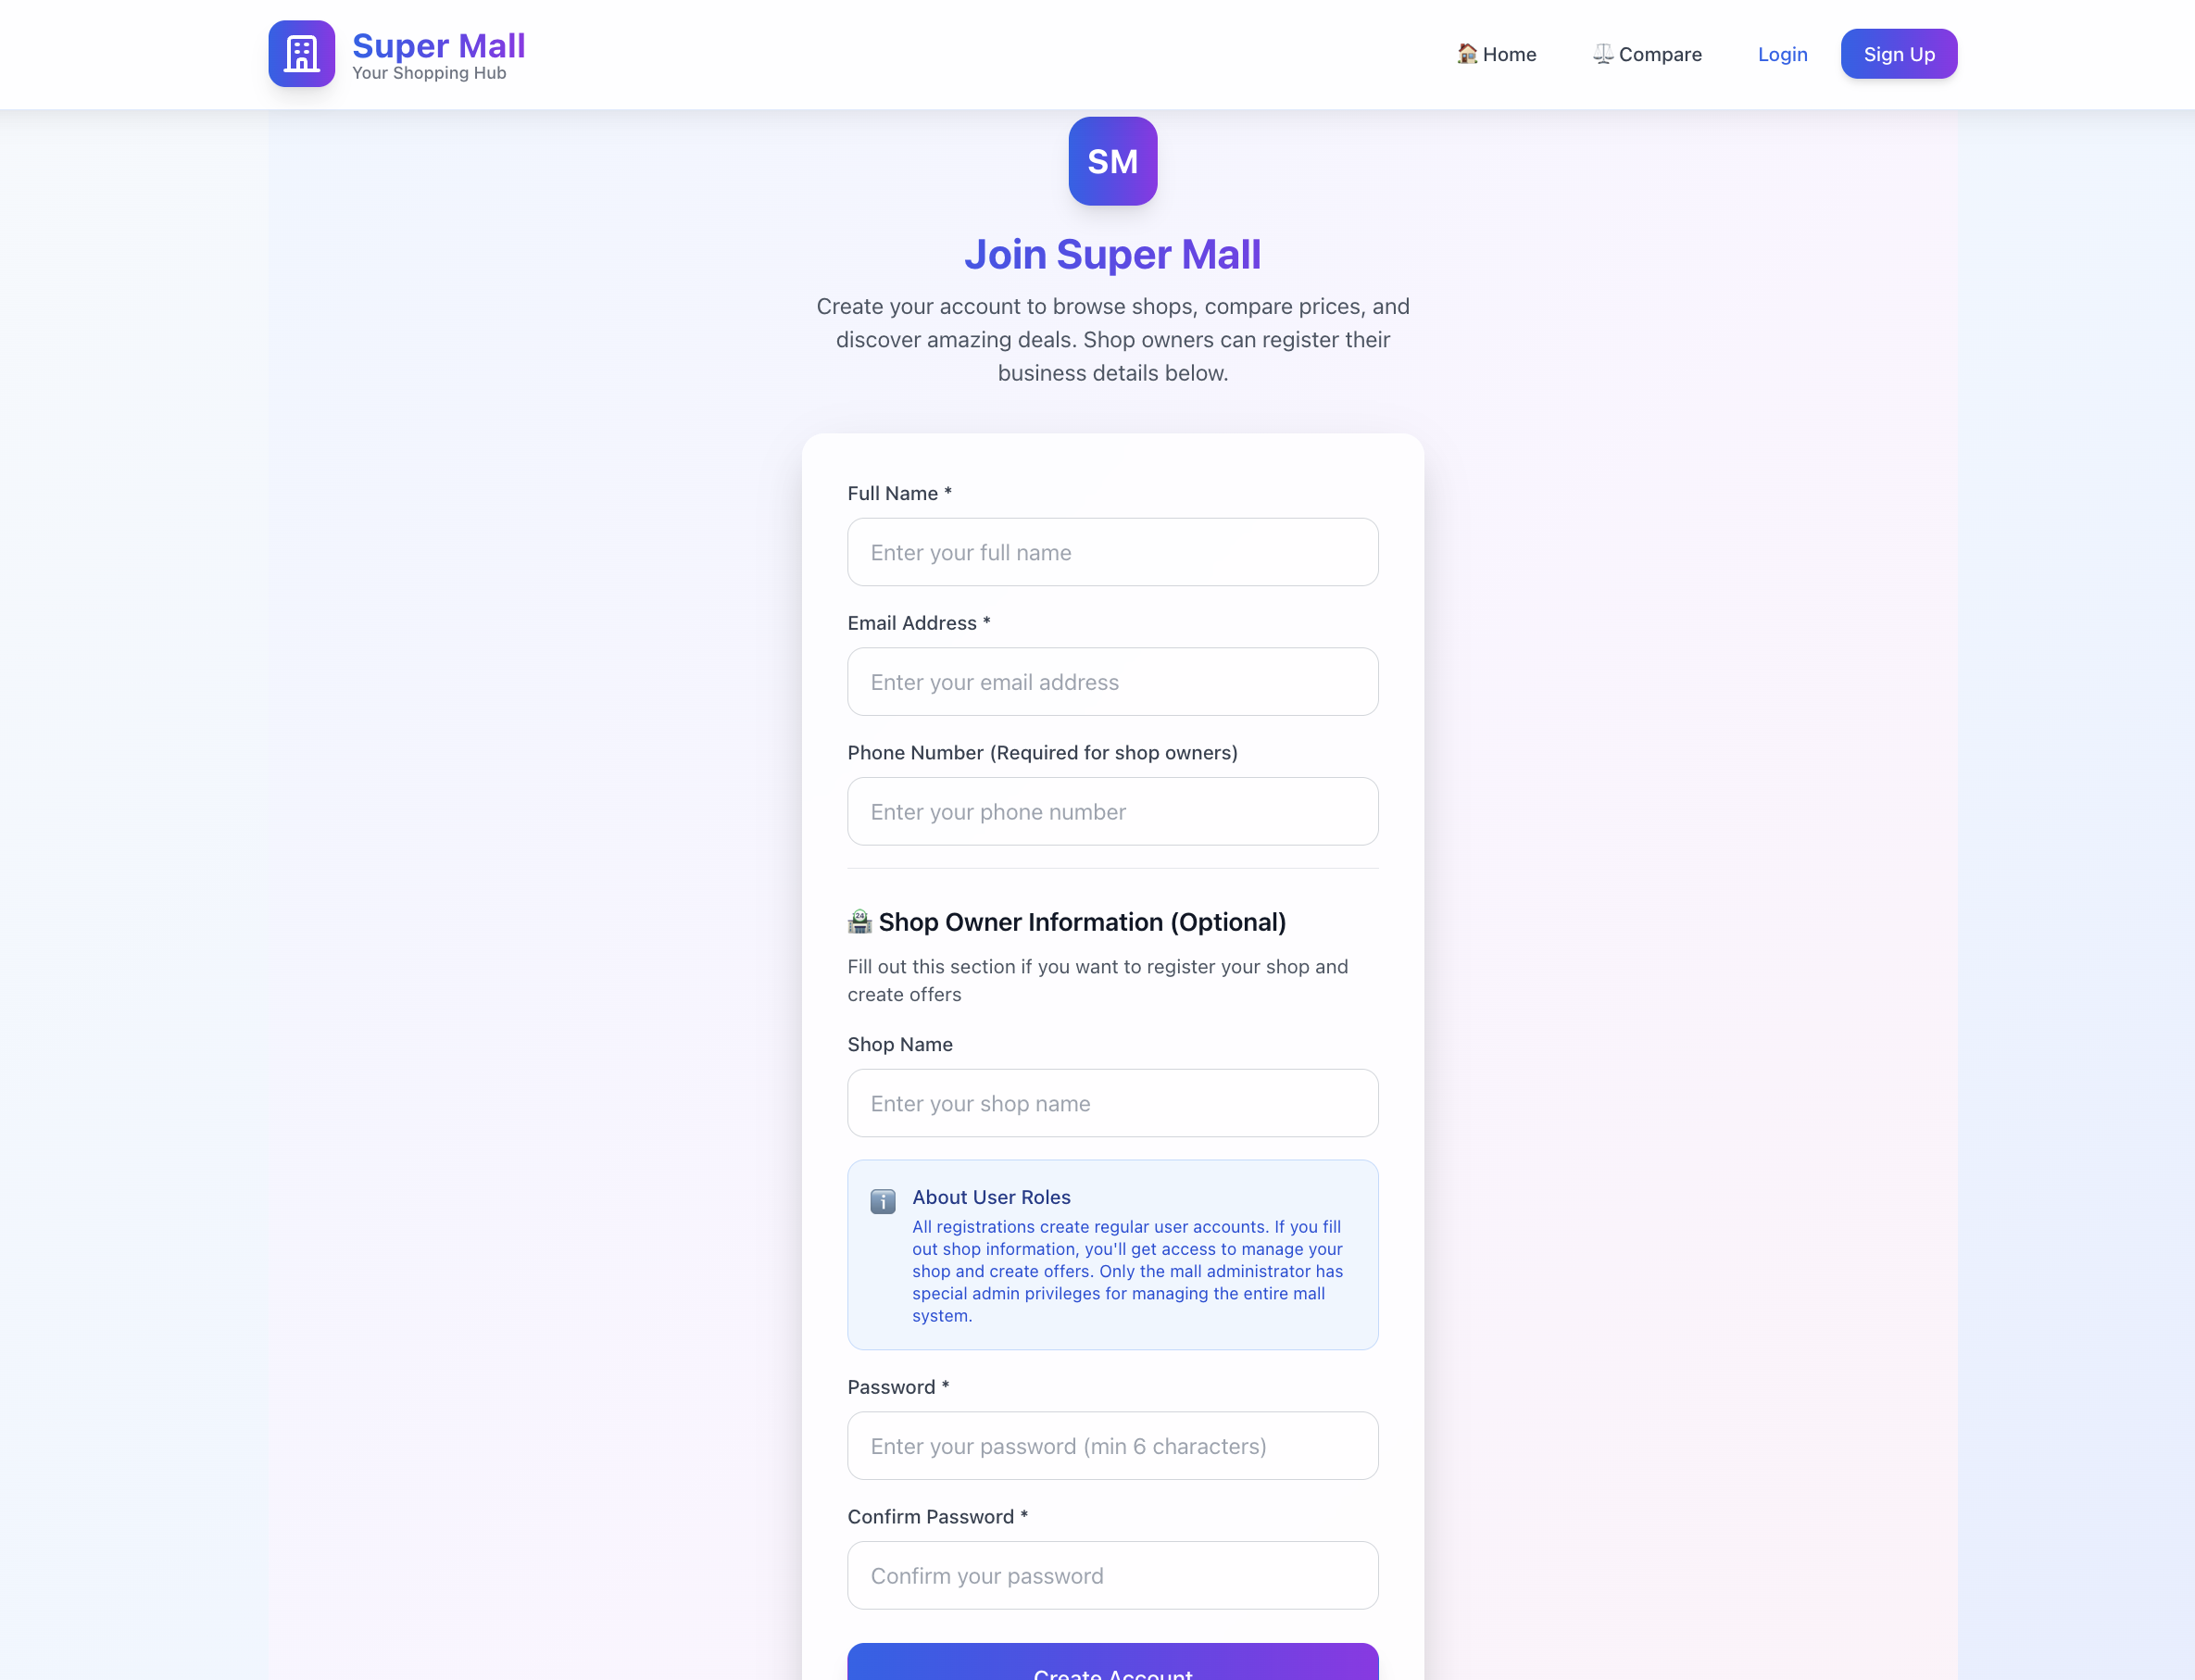 Super Mall
Your Shopping Hub
🏠 Home
⚖️ Compare
Login
Sign Up
SM
Join Super Mall
Create your account to browse shops, compare prices, and
discover amazing deals. Shop owners can register their
business details below.
Full Name *
Enter your full name
Email Address *
Enter your email address
Phone Number (Required for shop owners)
Enter your phone number
🏪 Shop Owner Information (Optional)
Fill out this section if you want to register your shop and
create offers
Shop Name
Enter your shop name
ℹ️ About User Roles
All registrations create regular user accounts. If you fill
out shop information, you'll get access to manage your
shop and create offers. Only the mall administrator has
special admin privileges for managing the entire mall
system.
Password *
Enter your password (min 6 characters)
Confirm Password *
Confirm your password
Create Account